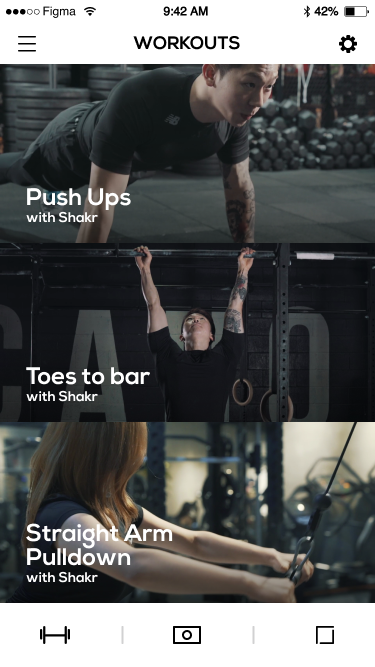 Figma 9:42 AM 42%
WORKOUTS
Push Ups
with Shakr
Toes to bar
with Shakr
Straight Arm
Pulldown
with Shakr